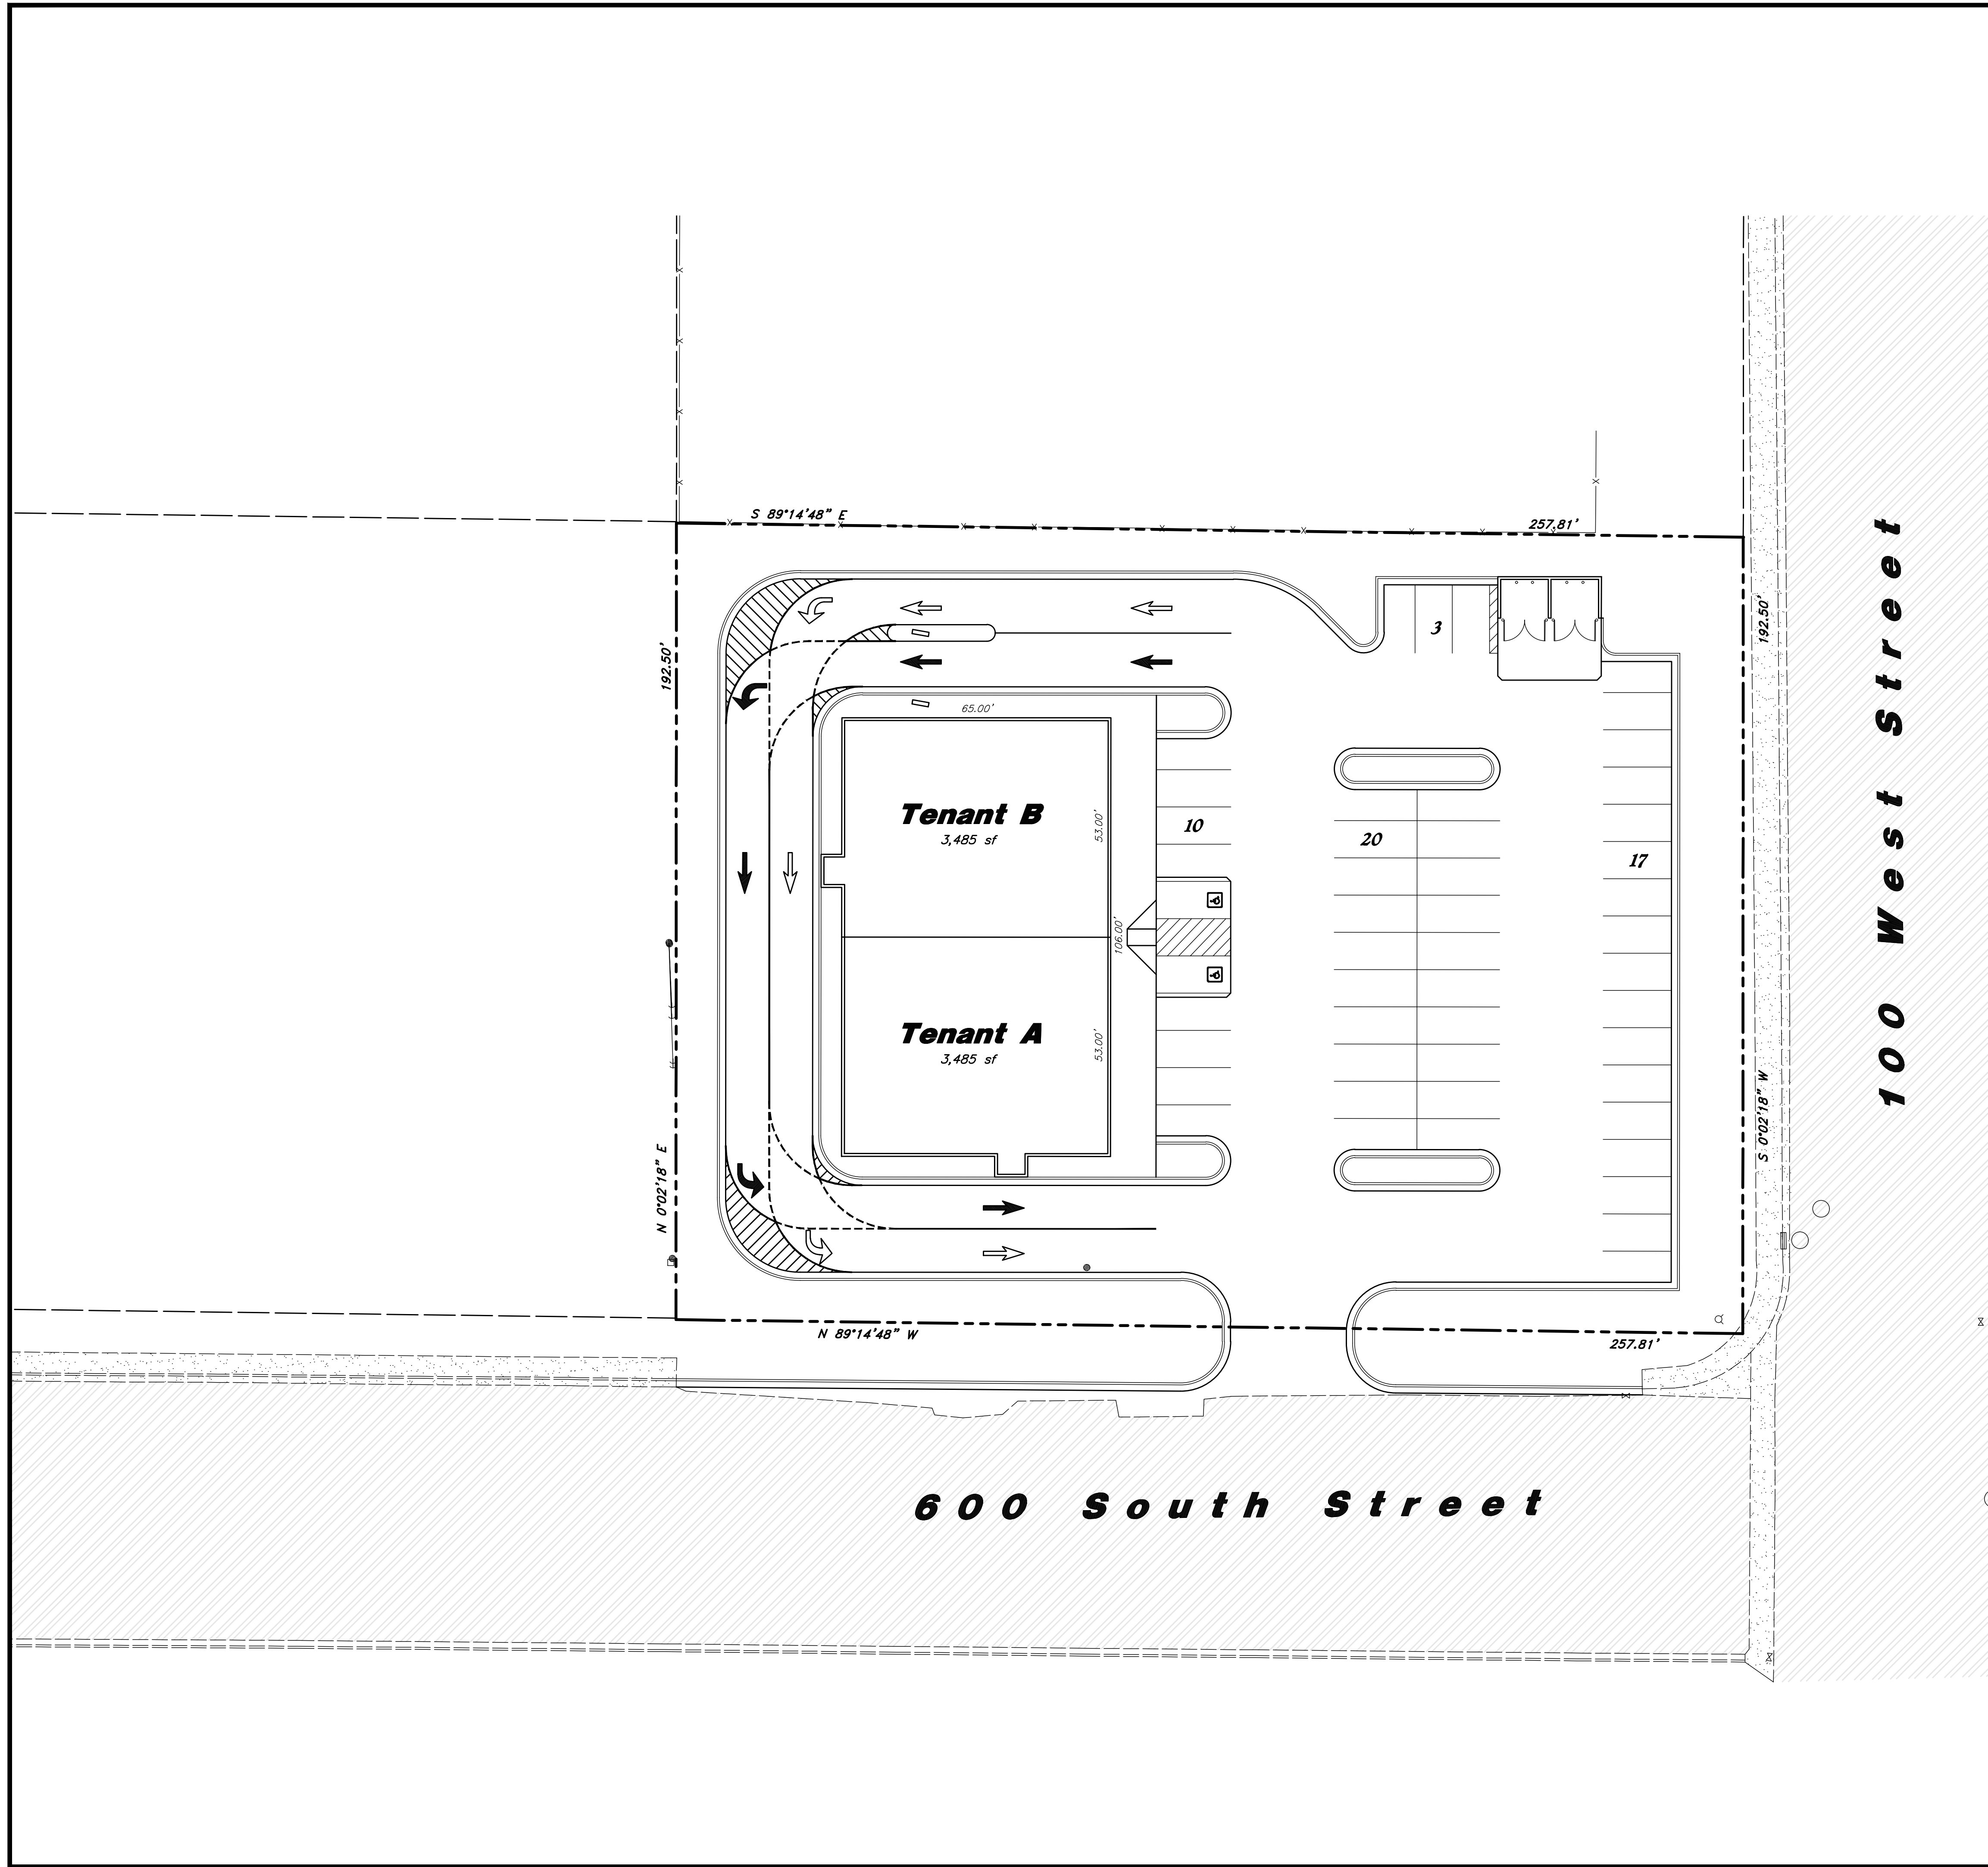 S 89°14'48" E
257.81'
192.50'
192.50'
3
65.00'
Tenant B
3,485 sf
53.00'
10
20
17
106.00'
Tenant A
3,485 sf
53.00'
N 0°02'18" E
S 0°02'18" W
100 West Street
N 89°14'48" W
257.81'
600 South Street